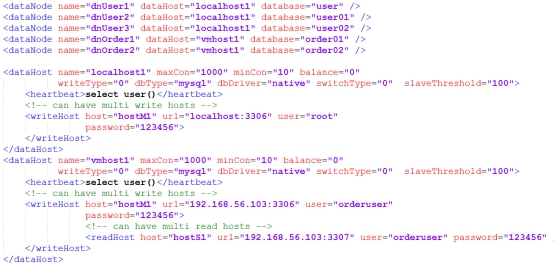 <dataNode name="dnUser1" dataHost="localhost1" database="user" />
<dataNode name="dnUser2" dataHost="localhost1" database="user01" />
<dataNode name="dnUser3" dataHost="localhost1" database="user02" />
<dataNode name="dnOrder1" dataHost="vmhost1" database="order01" />
<dataNode name="dnOrder2" dataHost="vmhost1" database="order02" />
<dataHost name="localhost1" maxCon="1000" minCon="10" balance="0"
writeType="0" dbType="mysql" dbDriver="native" switchType="0" slaveThreshold="100">
<heartbeat>select user()</heartbeat>
<!-- can have multi write hosts -->
<writeHost host="hostM1" url="localhost:3306" user="root"
password="123456">
</writeHost>
</dataHost>
<dataHost name="vmhost1" maxCon="1000" minCon="10" balance="0"
writeType="0" dbType="mysql" dbDriver="native" switchType="0" slaveThreshold="100">
<heartbeat>select user()</heartbeat>
<!-- can have multi write hosts -->
<writeHost host="hostM1" url="192.168.56.103:3306" user="orderuser"
password="123456">
<!-- can have multi read hosts -->
<readHost host="hostS1" url="192.168.56.103:3307" user="orderuser" password="123456"
</writeHost>
</dataHost>